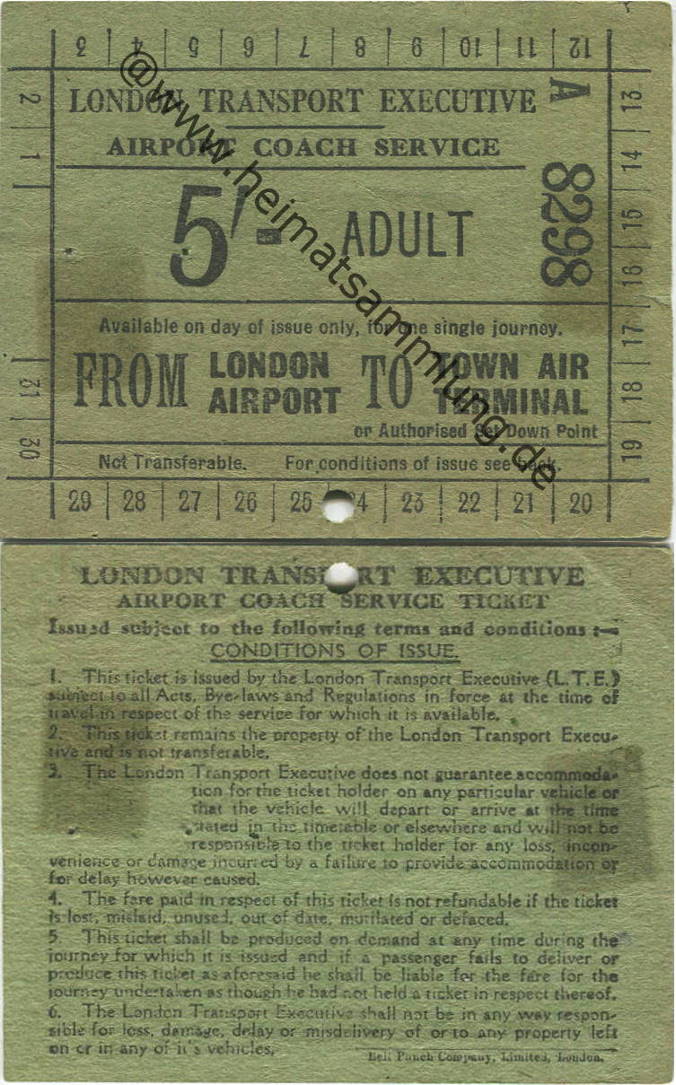 3 4 5 6 7 8 9 10 11 12
2 1 31 30
13 14 15 16 17 18 19
LONDON TRANSPORT EXECUTIVE
AIRPORT COACH SERVICE
A 8298
5/- ADULT
Available on day of issue only, for one single journey.
FROM LONDON AIRPORT TO TOWN AIR TERMINAL
or Authorised Set Down Point
Not Transferable. For conditions of issue see back.
29 28 27 26 25 24 23 22 21 20
@www.heimatsammlung.de
LONDON TRANSPORT EXECUTIVE
AIRPORT COACH SERVICE TICKET
Issued subject to the following terms and conditions :—
CONDITIONS OF ISSUE.
1. This ticket is issued by the London Transport Executive (L.T.E.)
subject to all Acts, Bye-laws and Regulations in force at the time of
travel in respect of the service for which it is available.
2. This ticket remains the property of the London Transport Execu-
tive and is not transferable.
3. The London Transport Executive does not guarantee accommoda-
tion for the ticket holder on any particular vehicle or
that the vehicle will depart or arrive at the time
stated in the timetable or elsewhere and will not be
responsible to the ticket holder for any loss, incon-
venience or damage incurred by a failure to provide accommodation or
for delay however caused.
4. The fare paid in respect of this ticket is not refundable if the ticket
is lost, mislaid, unused, out of date, mutilated or defaced.
5. This ticket shall be produced on demand at any time during the
journey for which it is issued and if a passenger fails to deliver or
produce this ticket as aforesaid he shall be liable for the fare for the
journey undertaken as though he had not held a ticket in respect thereof.
6. The London Transport Executive shall not be in any way respon-
sible for loss, damage, delay or misdelivery of or to any property left
on or in any of it's vehicles.
Bell Punch Company, Limited, London.